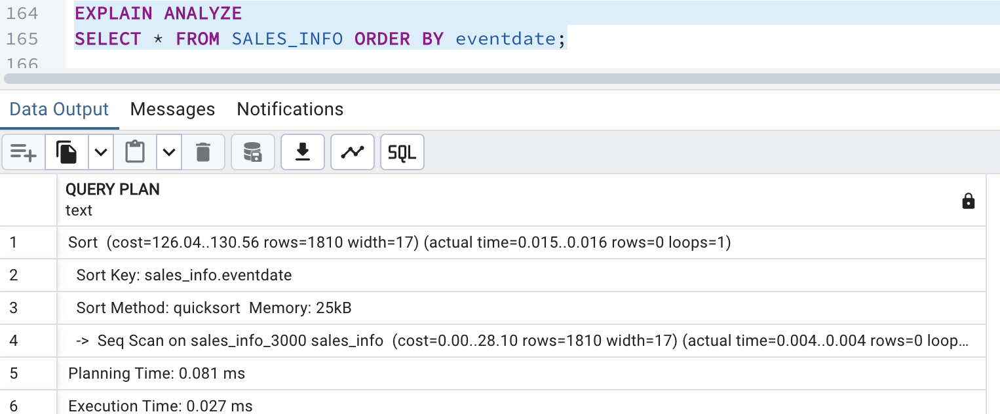 164 EXPLAIN ANALYZE
165 SELECT * FROM SALES_INFO ORDER BY eventdate;
166
Data Output Messages Notifications
SQL
QUERY PLAN
text
1 Sort (cost=126.04..130.56 rows=1810 width=17) (actual time=0.015..0.016 rows=0 loops=1)
2 Sort Key: sales_info.eventdate
3 Sort Method: quicksort Memory: 25kB
4 -> Seq Scan on sales_info_3000 sales_info (cost=0.00..28.10 rows=1810 width=17) (actual time=0.004..0.004 rows=0 loop...
5 Planning Time: 0.081 ms
6 Execution Time: 0.027 ms